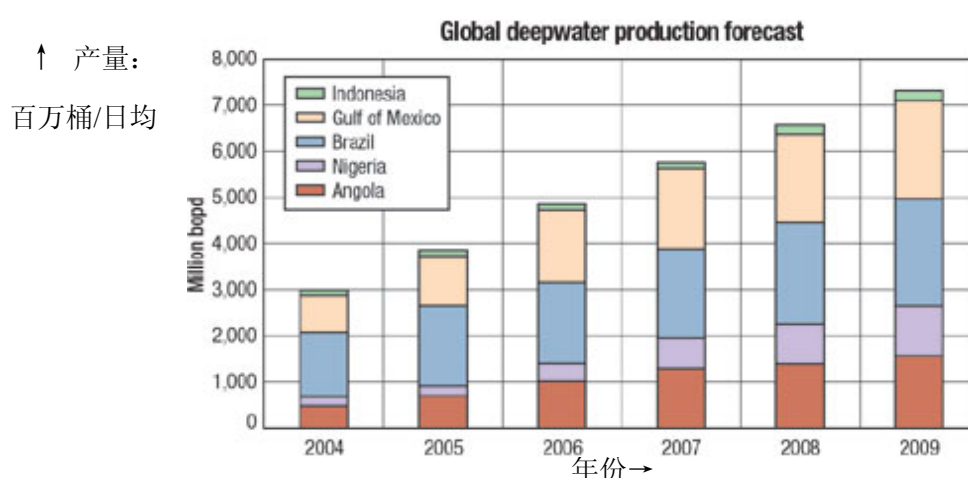 Global deepwater production forecast
↑ 产量：
百万桶/日均
Million bopd
8,000
7,000
6,000
5,000
4,000
3,000
2,000
1,000
0
Indonesia
Gulf of Mexico
Brazil
Nigeria
Angola
2004 2005 2006 2007 2008 2009
年份→